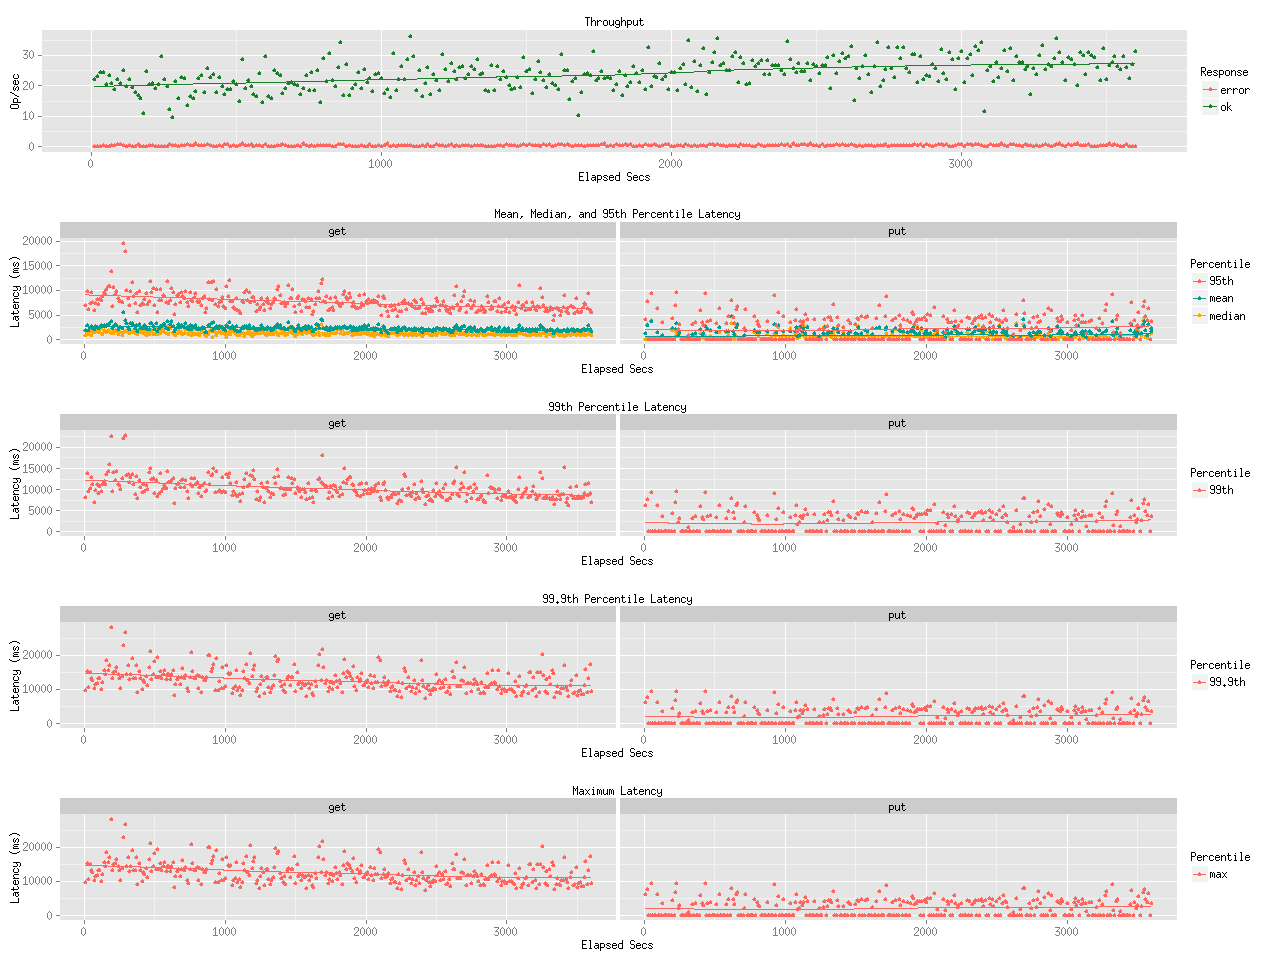 Throughput
30
20
10
0
Op/sec
0 1000 2000 3000
Elapsed Secs
Response
error
ok
Mean, Median, and 95th Percentile Latency
get put
20000
15000
10000
5000
0
Latency (ms)
0 1000 2000 3000 0 1000 2000 3000
Elapsed Secs
Percentile
95th
mean
median
99th Percentile Latency
get put
20000
15000
10000
5000
0
Latency (ms)
0 1000 2000 3000 0 1000 2000 3000
Elapsed Secs
Percentile
99th
99.9th Percentile Latency
get put
20000
10000
0
Latency (ms)
0 1000 2000 3000 0 1000 2000 3000
Elapsed Secs
Percentile
99.9th
Maximum Latency
get put
20000
10000
0
Latency (ms)
0 1000 2000 3000 0 1000 2000 3000
Elapsed Secs
Percentile
max